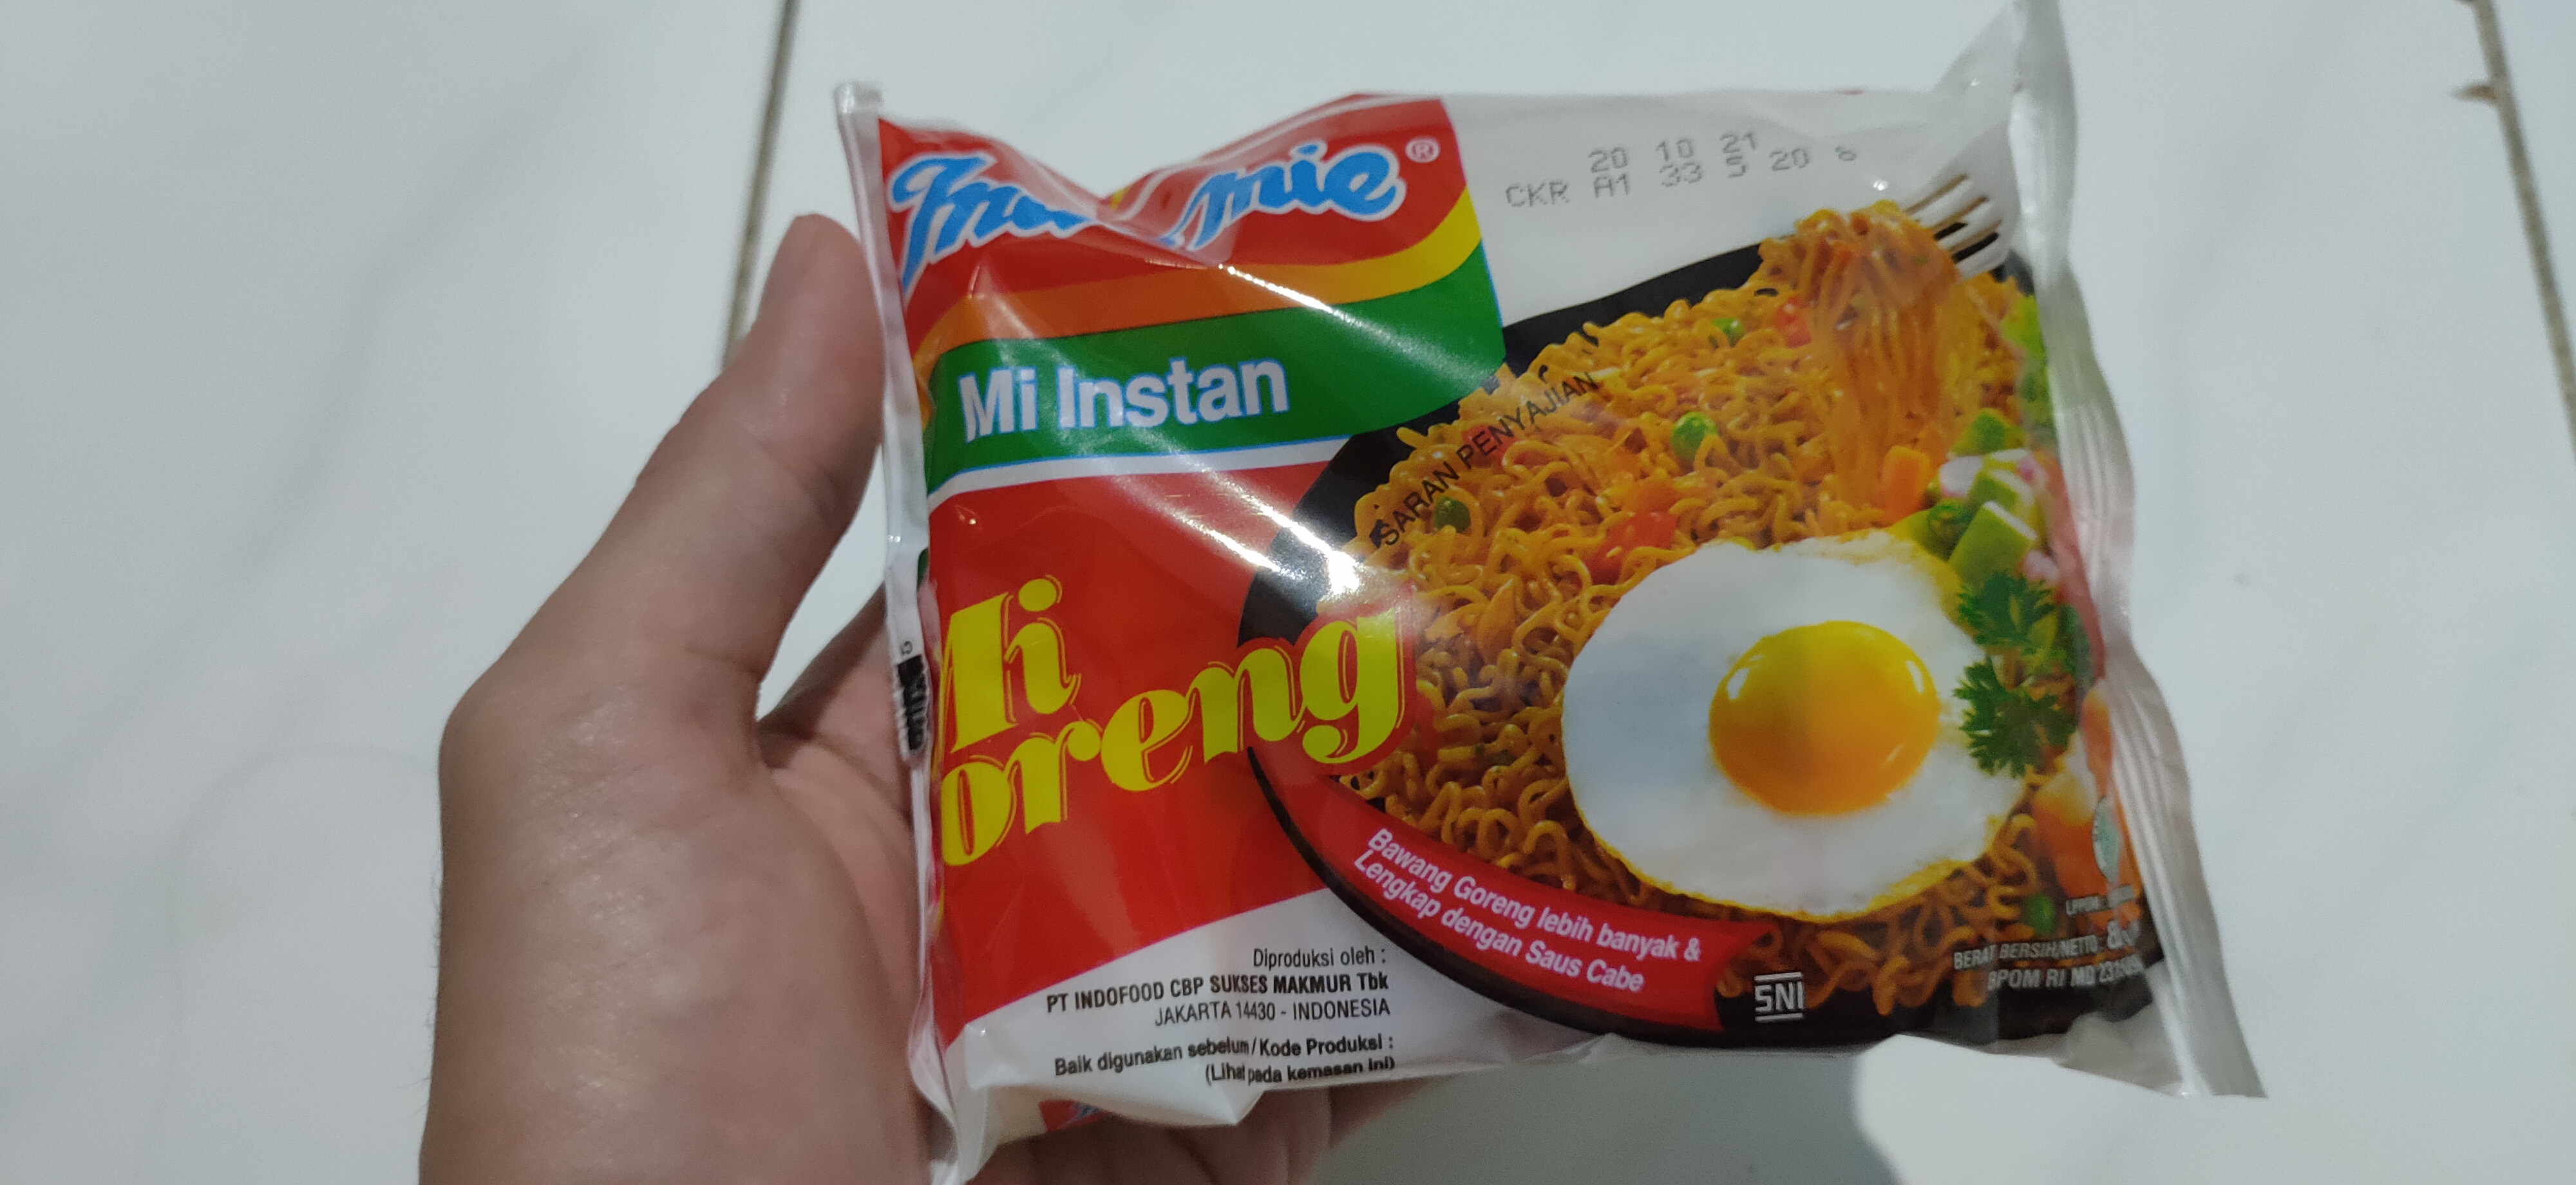 Indomie®
20 10 21
CKR A1 33 5 20
Mi Instan
SARAN PENYAJIAN
Mi
Goreng
Bawang Goreng lebih banyak &
Lengkap dengan Saus Cabe
Diproduksi oleh :
PT INDOFOOD CBP SUKSES MAKMUR Tbk
JAKARTA 14430 - INDONESIA
Baik digunakan sebelum/Kode Produksi :
(Lihat pada kemasan ini)
SNI
BERAT BERSIH/NETTO :
BPOM RI MD